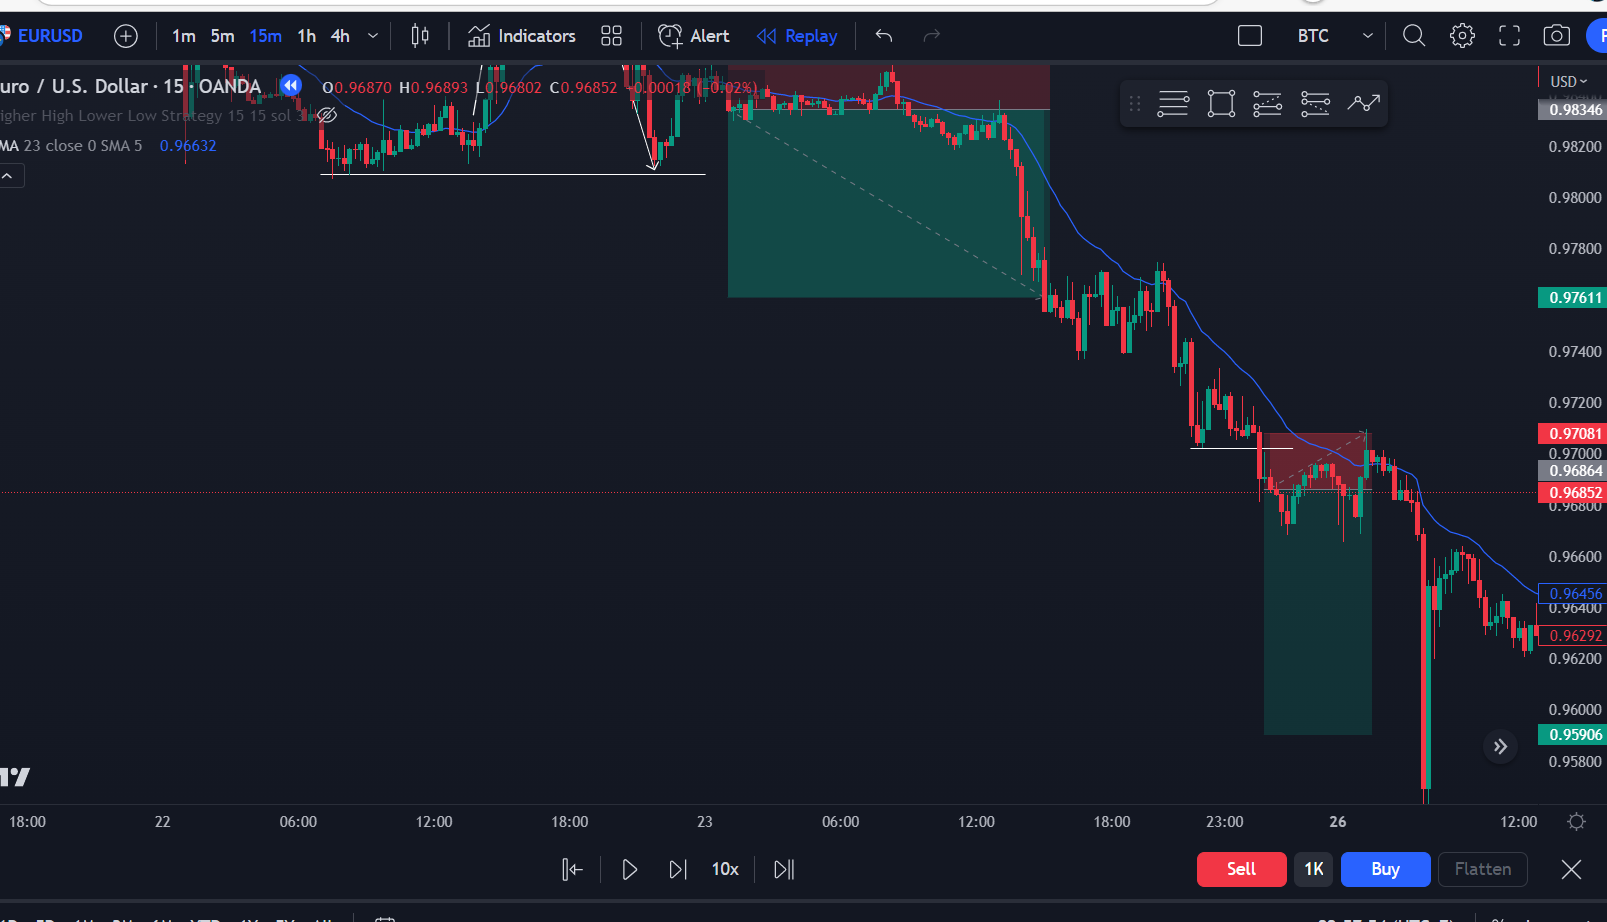 EURUSD 1m 5m 15m 1h 4h Indicators Alert Replay BTC
uro / U.S. Dollar · 15 · OANDA O0.96870 H0.96893 L0.96802 C0.96852 -0.00018 (-0.02%)
igher High Lower Low Strategy 15 15 sol 3
MA 23 close 0 SMA 5 0.96632
USD
0.98346
0.98200
0.98000
0.97800
0.97611
0.97400
0.97200
0.97081
0.97000
0.96864
0.96852
0.96800
0.96600
0.96456
0.96400
0.96292
0.96200
0.96000
0.95906
0.95800
18:00 22 06:00 12:00 18:00 23 06:00 12:00 18:00 23:00 26 12:00
10x Sell 1K Buy Flatten